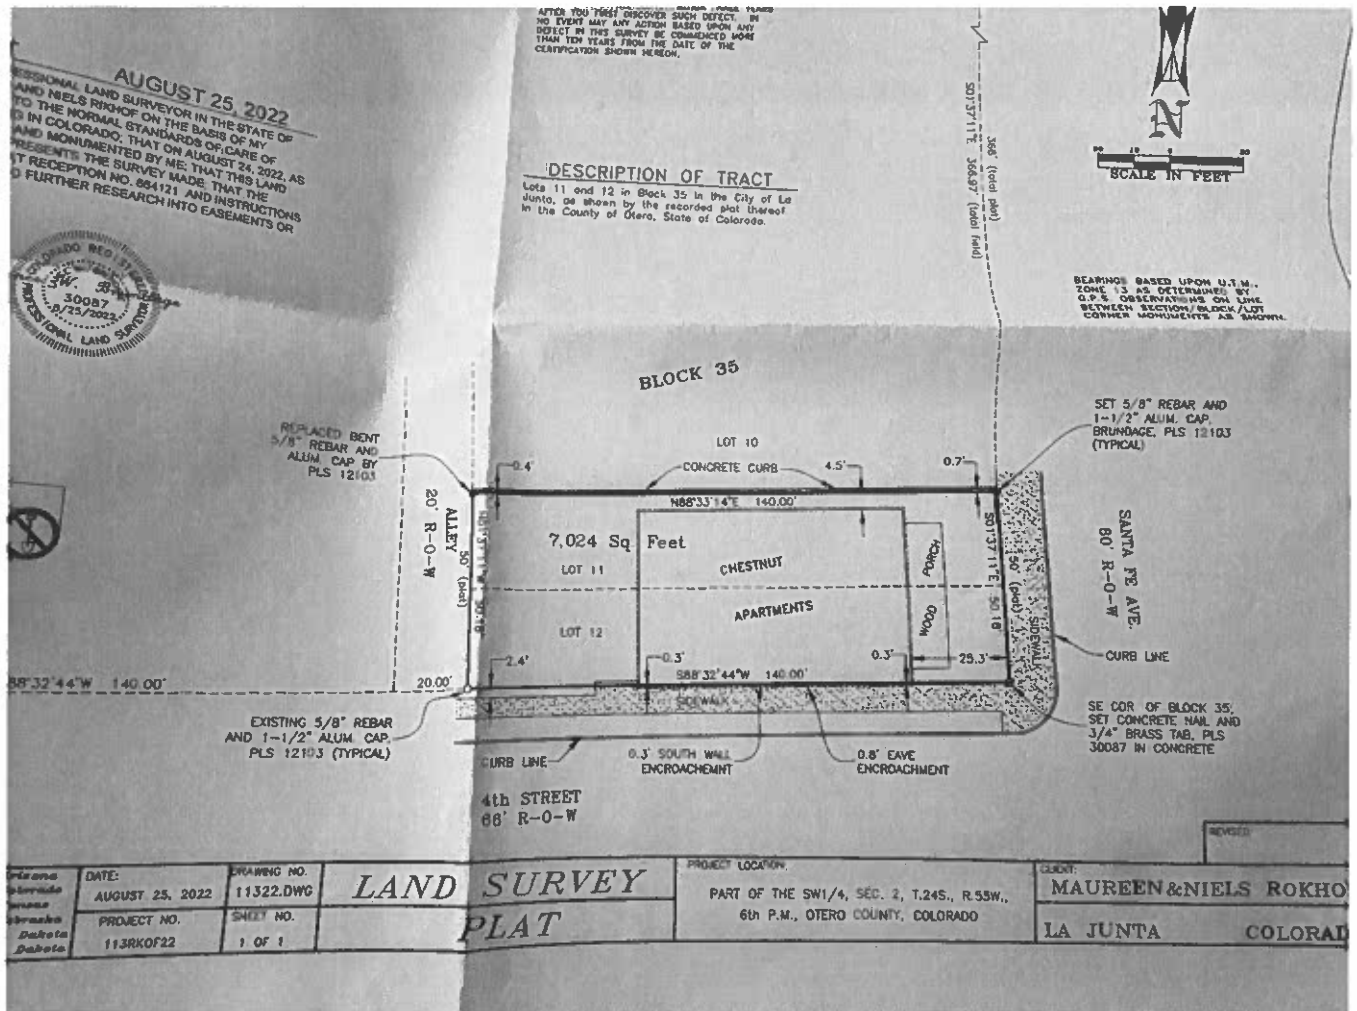 AFTER YOU FIRST DISCOVER SUCH DEFECT. IN
NO EVENT MAY ANY ACTION BASED UPON ANY
DEFECT IN THIS SURVEY BE COMMENCED MORE
THAN TEN YEARS FROM THE DATE OF THE
CERTIFICATION SHOWN HEREON.
AUGUST 25, 2022
ESSIONAL LAND SURVEYOR IN THE STATE OF
AND NIELS RIKHOF ON THE BASIS OF MY
TO THE NORMAL STANDARDS OF CARE OF
G IN COLORADO; THAT ON AUGUST 24, 2022, AS
AND MONUMENTED BY ME; THAT THIS LAND
PRESENTS THE SURVEY MADE; THAT THE
T RECEPTION NO. 664121 AND INSTRUCTIONS
D FURTHER RESEARCH INTO EASEMENTS OR
COLORADO REGISTERED
30087
8/25/2022
PROFESSIONAL LAND SURVEYOR
DESCRIPTION OF TRACT
Lots 11 and 12 in Block 35 in the City of La
Junta, as shown by the recorded plat thereof
in the County of Otero, State of Colorado.
S01°37'11"E 366.97' (total field)
366' (total plat)
N
SCALE IN FEET
BEARINGS BASED UPON U.T.M.,
ZONE 13 AS DETERMINED BY
G.P.S. OBSERVATIONS ON LINE
BETWEEN SECTION/BLOCK/LOT
CORNER MONUMENTS AS SHOWN.
BLOCK 35
REPLACED BENT
5/8" REBAR AND
ALUM. CAP BY
PLS 12103
SET 5/8" REBAR AND
1-1/2" ALUM. CAP,
BRUNDAGE, PLS 12103
(TYPICAL)
LOT 10
0.4'
CONCRETE CURB
4.5'
0.7'
N88°33'14"E 140.00'
ALLEY
20' R-O-W
N01°37'11"W 50.16'
50' (plat)
7,024 Sq Feet
LOT 11
LOT 12
CHESTNUT
APARTMENTS
WOOD PORCH
S01°37'11"E 50.16'
50' (plat)
SIDEWALK
SANTA FE AVE.
80' R-O-W
CURB LINE
2.4'
0.3'
0.3'
25.3'
S88°32'44"W 140.00'
SIDEWALK
88°32'44"W 140.00'
20.00'
EXISTING 5/8" REBAR
AND 1-1/2" ALUM. CAP,
PLS 12103 (TYPICAL)
CURB LINE
0.3' SOUTH WALL
ENCROACHEMNT
0.8' EAVE
ENCROACHMENT
SE COR OF BLOCK 35,
SET CONCRETE NAIL AND
3/4" BRASS TAB, PLS
30087 IN CONCRETE
4th STREET
66' R-O-W
REVISED:
Dakota
Dakota
DATE:
AUGUST 25, 2022
PROJECT NO.
113RKOF22
DRAWING NO.
11322.DWG
SHEET NO.
1 OF 1
LAND SURVEY
PLAT
PROJECT LOCATION:
PART OF THE SW1/4, SEC. 2, T.24S., R.55W.,
6th P.M., OTERO COUNTY, COLORADO
CLIENT:
MAUREEN&NIELS ROKHO
LA JUNTA COLORAD